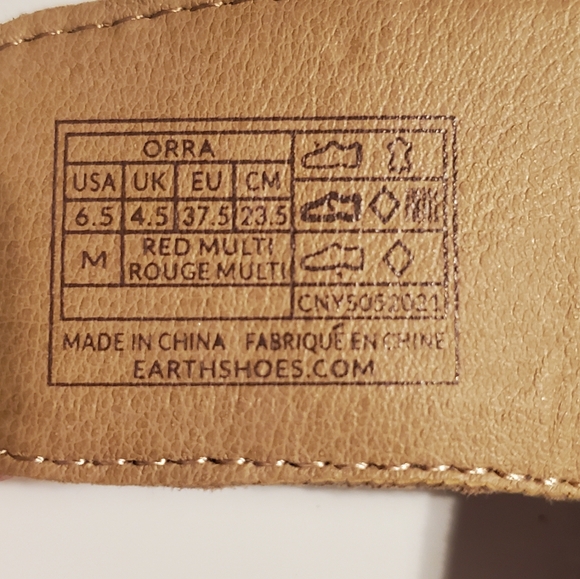 ORRA
USA UK EU CM
6.5 4.5 37.5 23.5
M RED MULTI
ROUGE MULTI
MADE IN CHINA FABRIQUÉ EN CHINE
EARTHSHOES.COM